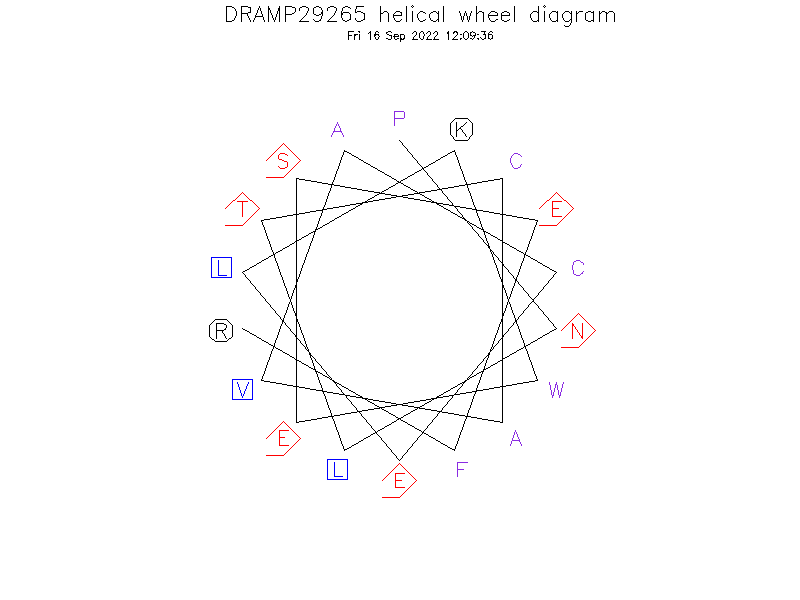 DRAMP29265 helical wheel diagram
Fri 16 Sep 2022 12:09:36
P
A
K
S
C
T
E
L
C
R
N
V
W
E
A
L
F
E